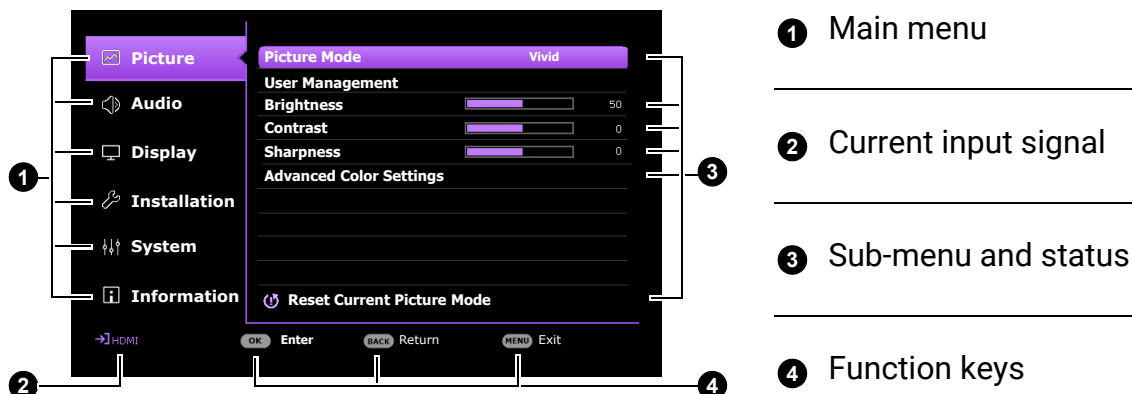 Picture
Audio
Display
Installation
System
Information
Picture Mode Vivid
User Management
Brightness 50
Contrast 0
Sharpness 0
Advanced Color Settings
Reset Current Picture Mode
HDMI
OK Enter
BACK Return
MENU Exit
1
2
3
4
1 Main menu
2 Current input signal
3 Sub-menu and status
4 Function keys